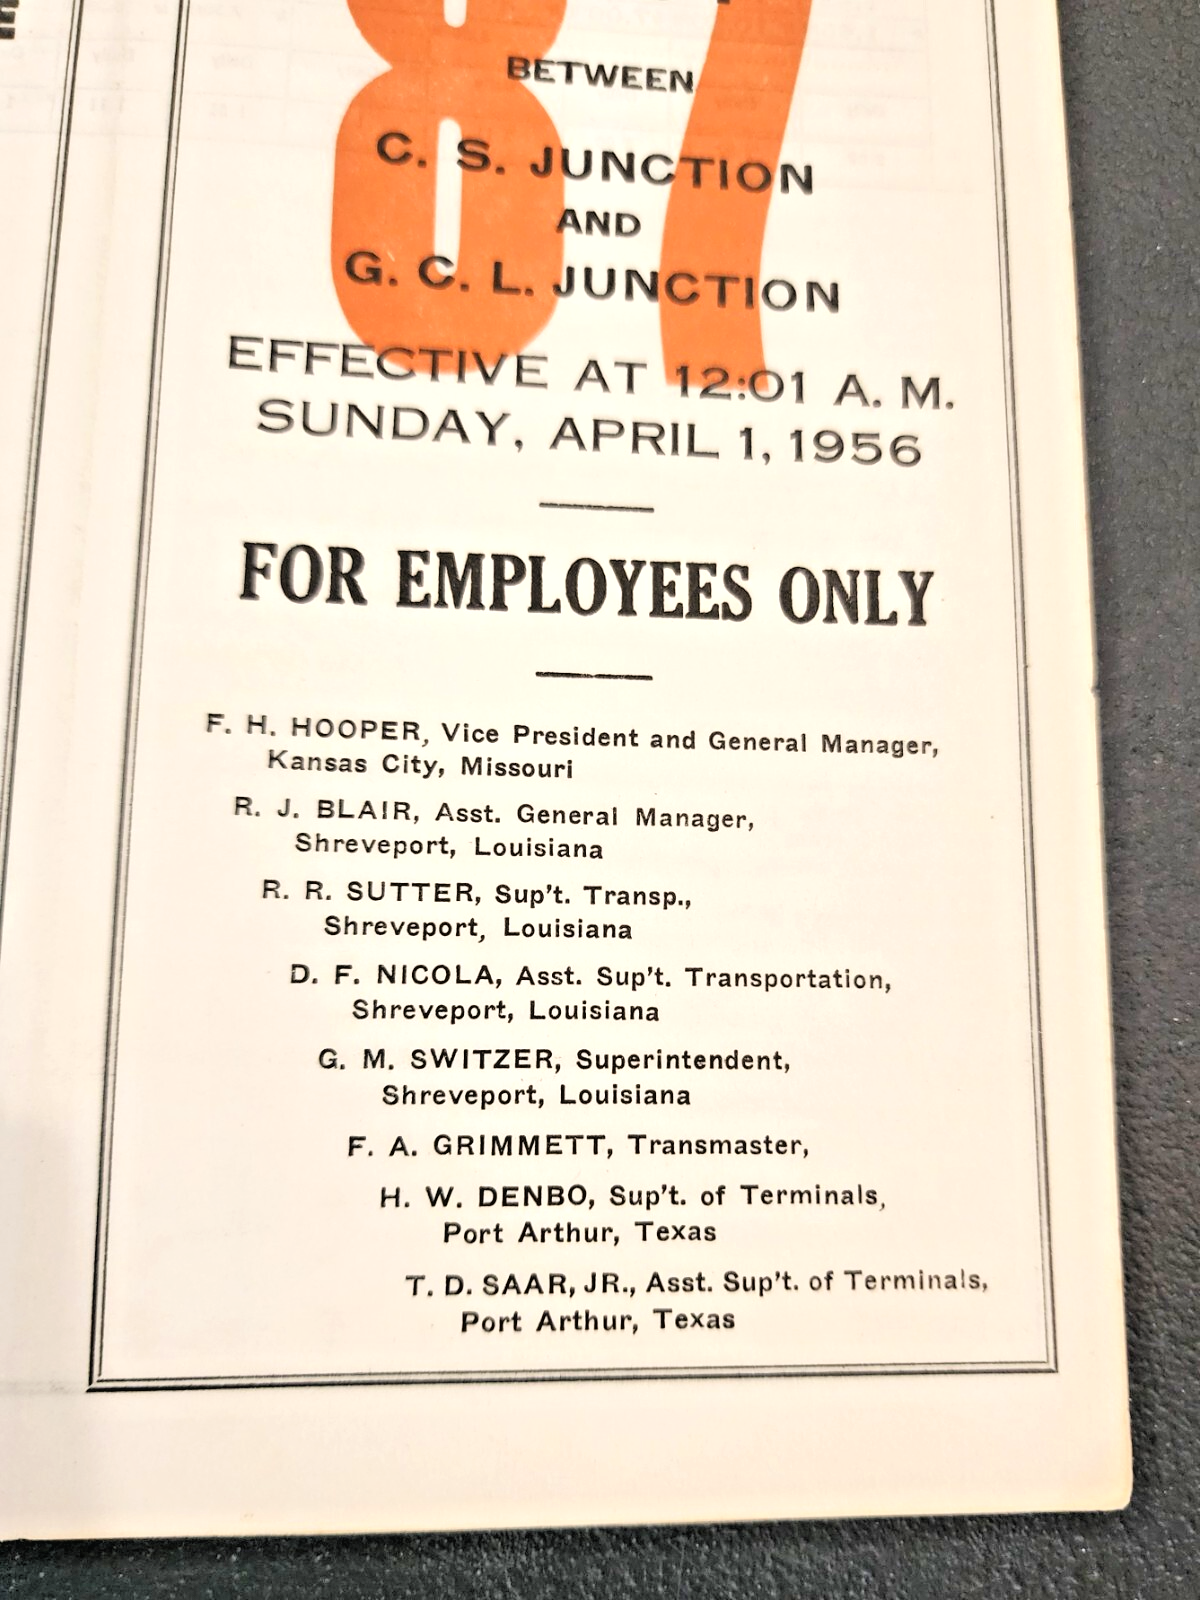 87
BETWEEN
C. S. JUNCTION
AND
G. C. L. JUNCTION
EFFECTIVE AT 12:01 A. M.
SUNDAY, APRIL 1, 1956
FOR EMPLOYEES ONLY
F. H. HOOPER, Vice President and General Manager,
Kansas City, Missouri
R. J. BLAIR, Asst. General Manager,
Shreveport, Louisiana
R. R. SUTTER, Sup't. Transp.,
Shreveport, Louisiana
D. F. NICOLA, Asst. Sup't. Transportation,
Shreveport, Louisiana
G. M. SWITZER, Superintendent,
Shreveport, Louisiana
F. A. GRIMMETT, Transmaster,
H. W. DENBO, Sup't. of Terminals,
Port Arthur, Texas
T. D. SAAR, JR., Asst. Sup't. of Terminals,
Port Arthur, Texas